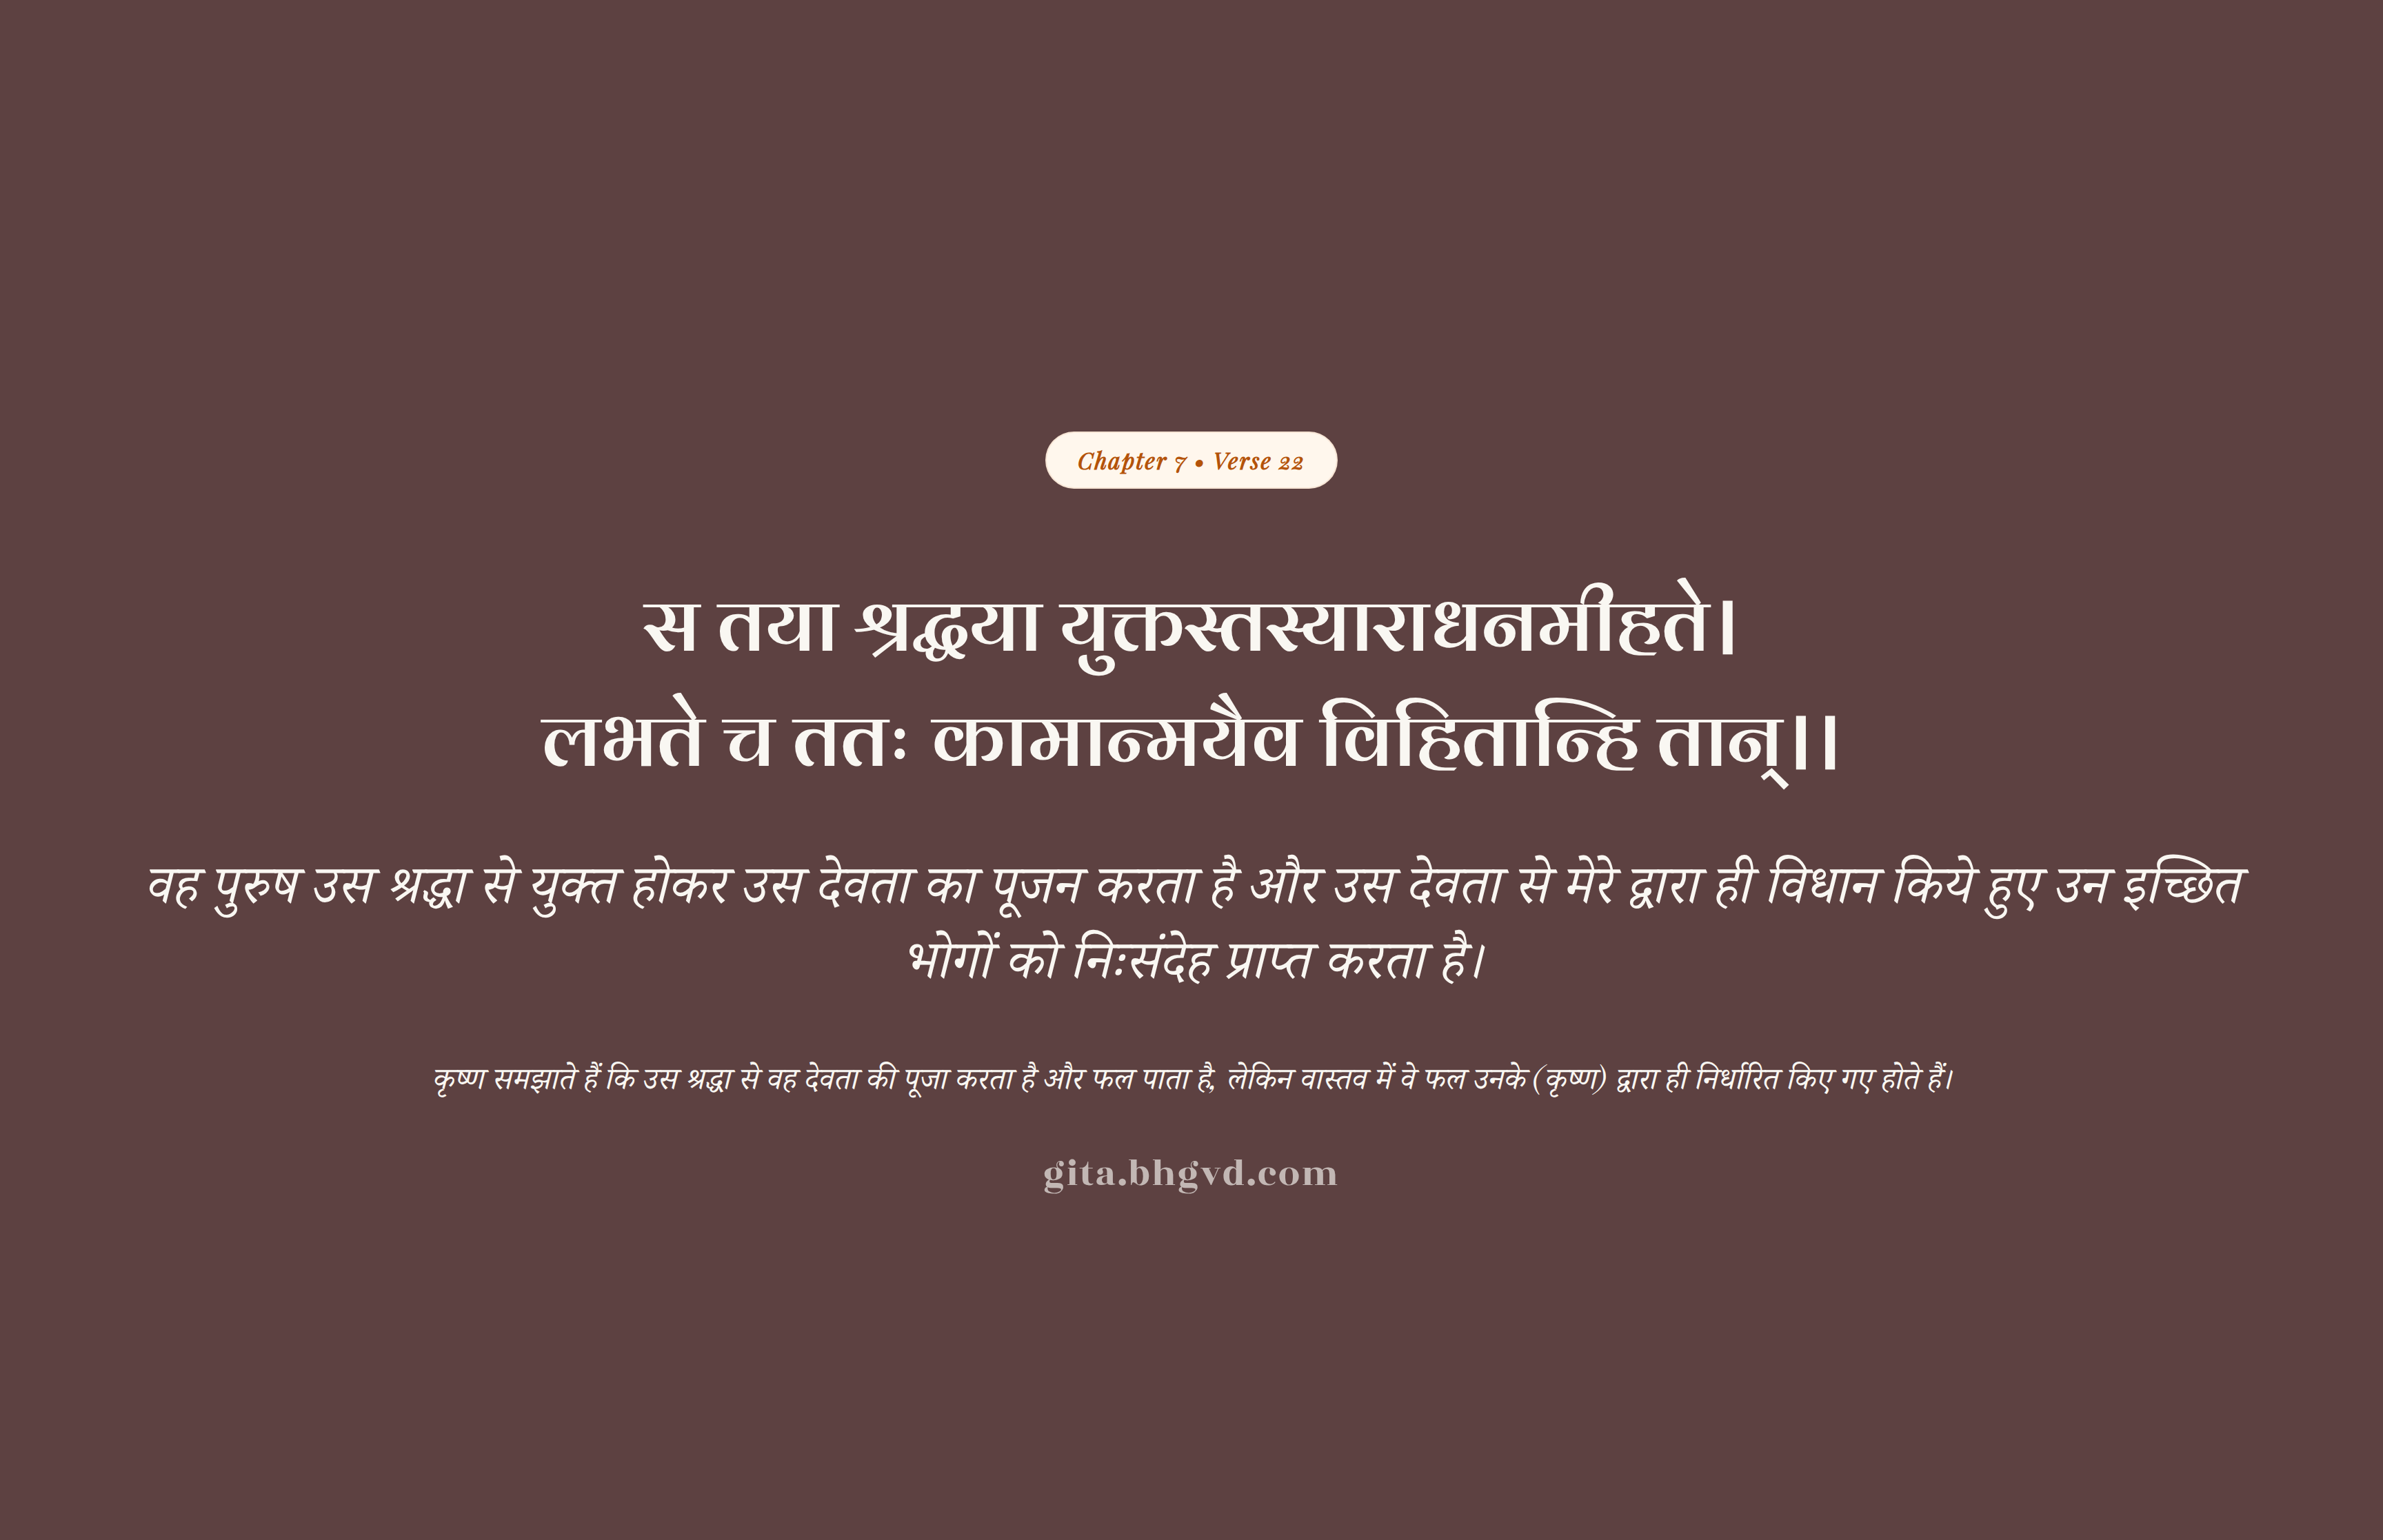 Chapter 7 • Verse 22
स तया श्रद्धया युक्तस्तस्याराधनमीहते।
लभते च ततः कामान्मयैव विहितान्हि तान्।।
वह पुरुष उस श्रद्धा से युक्त होकर उस देवता का पूजन करता है और उस देवता से मेरे द्वारा ही विधान किये हुए उन इच्छित
भोगों को निःसंदेह प्राप्त करता है।
कृष्ण समझाते हैं कि उस श्रद्धा से वह देवता की पूजा करता है और फल पाता है, लेकिन वास्तव में वे फल उनके (कृष्ण) द्वारा ही निर्धारित किए गए होते हैं।
gita.bhgvd.com